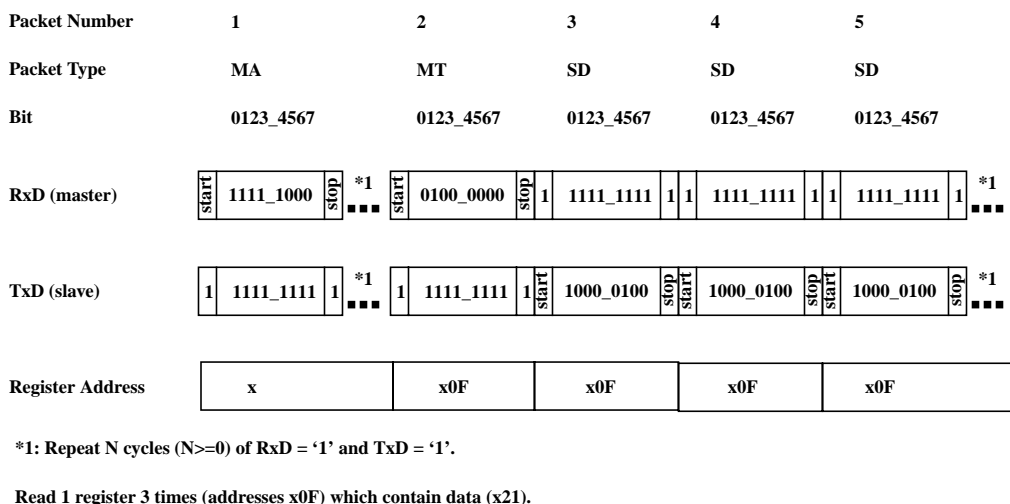 Packet Number 1 2 3 4 5
Packet Type MA MT SD SD SD
Bit 0123_4567 0123_4567 0123_4567 0123_4567 0123_4567
RxD (master) start 1111_1000 stop *1 ... start 0100_0000 stop 1 1111_1111 1 1 1111_1111 1 1 1111_1111 1 *1 ...
TxD (slave) 1 1111_1111 1 *1 ... 1 1111_1111 1 start 1000_0100 stop start 1000_0100 stop start 1000_0100 stop *1 ...
Register Address x x0F x0F x0F x0F
*1: Repeat N cycles (N>=0) of RxD = ‘1’ and TxD = ‘1’.
Read 1 register 3 times (addresses x0F) which contain data (x21).